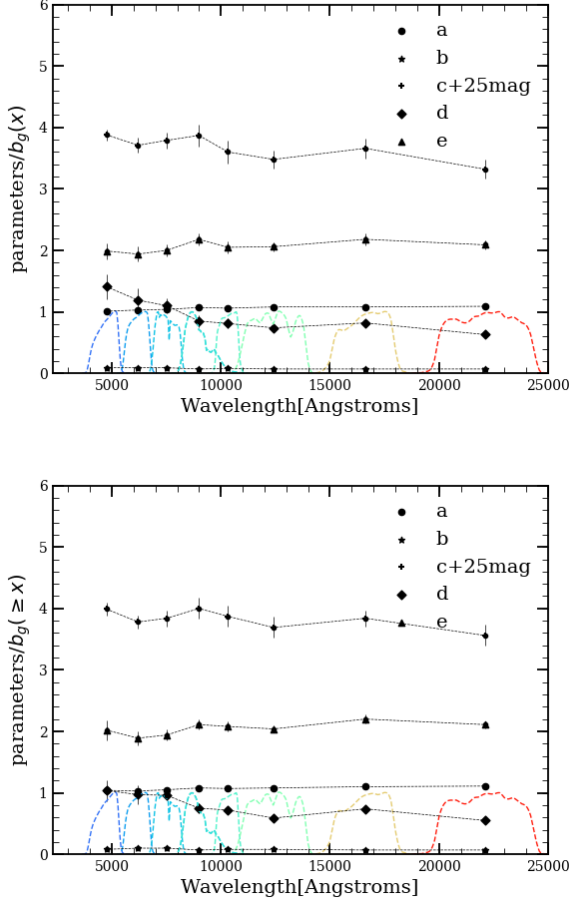 6
5
4
3
2
1
0
parameters/b_g(x)
a
b
c+25mag
d
e
5000 10000 15000 20000 25000
Wavelength[Angstroms]
6
5
4
3
2
1
0
parameters/b_g(≥x)
a
b
c+25mag
d
e
5000 10000 15000 20000 25000
Wavelength[Angstroms]